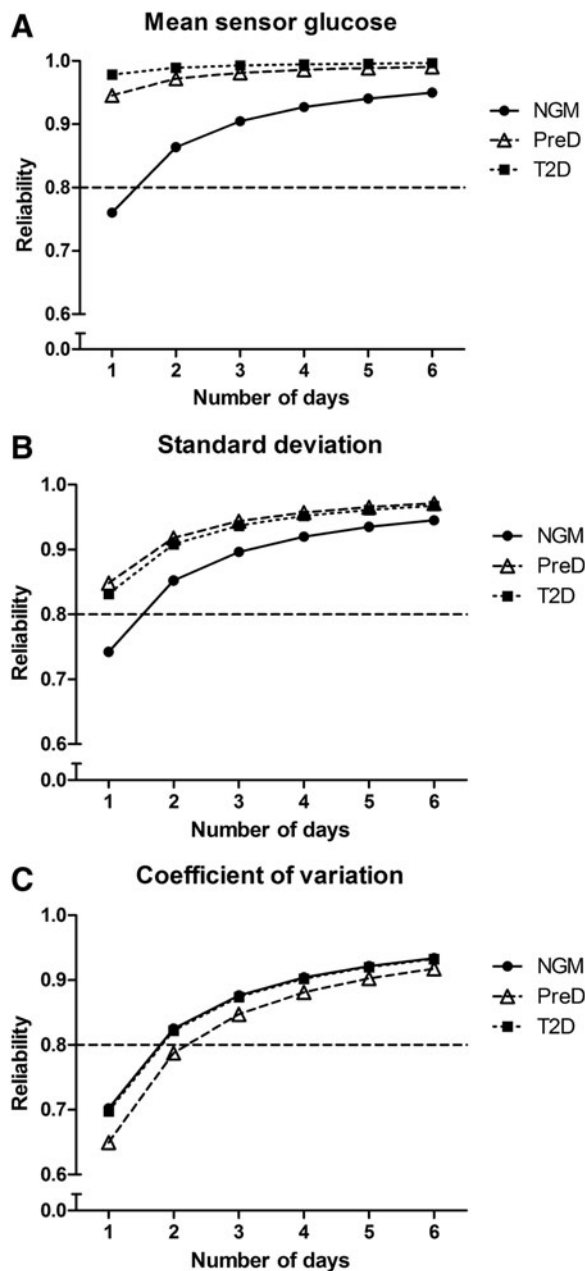 A
Mean sensor glucose
1.0
0.9
0.8
0.7
0.6
0.0
Reliability
1 2 3 4 5 6
Number of days
NGM
PreD
T2D
B
Standard deviation
1.0
0.9
0.8
0.7
0.6
0.0
Reliability
1 2 3 4 5 6
Number of days
NGM
PreD
T2D
C
Coefficient of variation
1.0
0.9
0.8
0.7
0.6
0.0
Reliability
1 2 3 4 5 6
Number of days
NGM
PreD
T2D